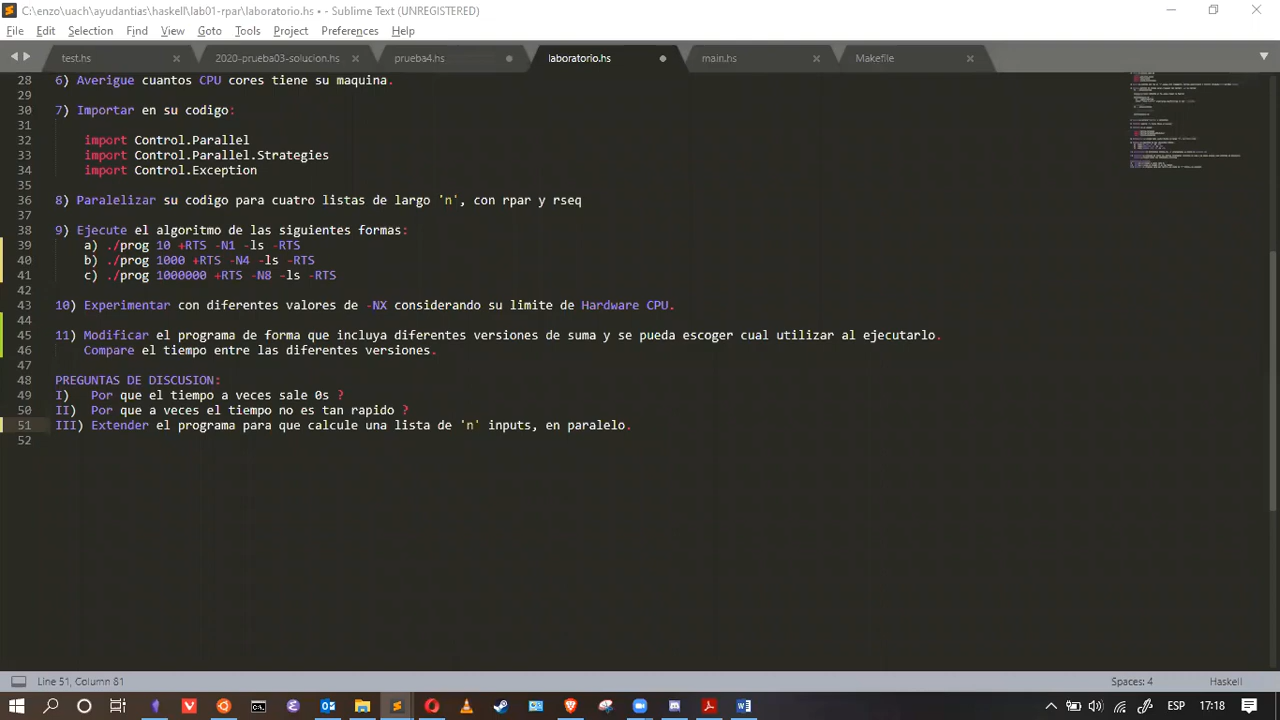 C:\enzo\uach\ayudantias\haskell\lab01-rpar\laboratorio.hs • - Sublime Text (UNREGISTERED)
File Edit Selection Find View Goto Tools Project Preferences Help
test.hs 2020-prueba03-solucion.hs prueba4.hs laboratorio.hs main.hs Makefile
28 6) Averigue cuantos CPU cores tiene su maquina.
29
30 7) Importar en su codigo:
31
32 import Control.Parallel
33 import Control.Parallel.Strategies
34 import Control.Exception
35
36 8) Paralelizar su codigo para cuatro listas de largo 'n', con rpar y rseq
37
38 9) Ejecute el algoritmo de las siguientes formas:
39 a) ./prog 10 +RTS -N1 -ls -RTS
40 b) ./prog 1000 +RTS -N4 -ls -RTS
41 c) ./prog 1000000 +RTS -N8 -ls -RTS
42
43 10) Experimentar con diferentes valores de -NX considerando su limite de Hardware CPU.
44
45 11) Modificar el programa de forma que incluya diferentes versiones de suma y se pueda escoger cual utilizar al ejecutarlo.
46 Compare el tiempo entre las diferentes versiones.
47
48 PREGUNTAS DE DISCUSION:
49 I) Por que el tiempo a veces sale 0s ?
50 II) Por que a veces el tiempo no es tan rapido ?
51 III) Extender el programa para que calcule una lista de 'n' inputs, en paralelo.
52
Line 51, Column 81 Spaces: 4 Haskell
ESP 17:18